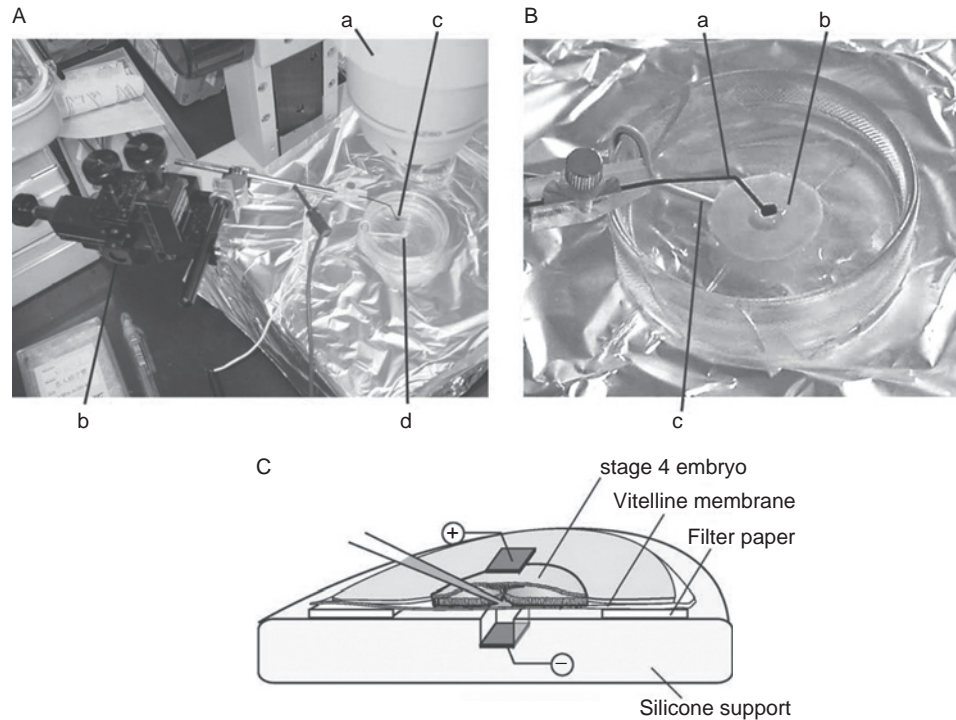 A
a
c
b
d
B
a
b
c
C
stage 4 embryo
Vitelline membrane
Filter paper
+
−
Silicone support